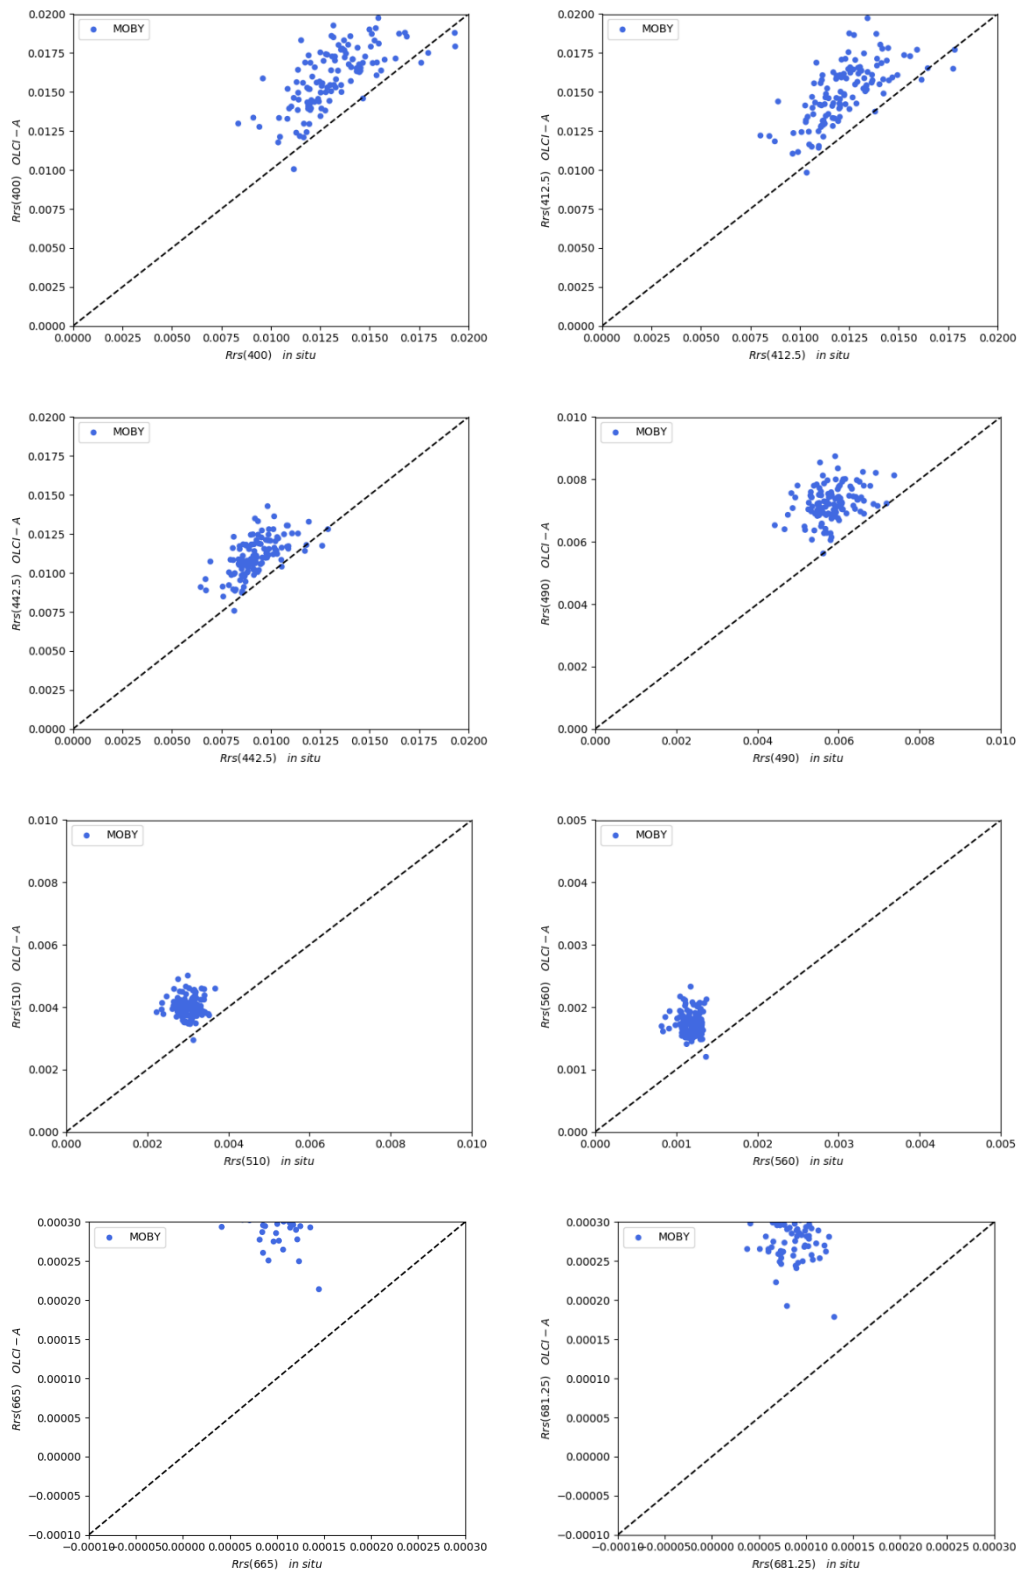 0.0200
0.0175
0.0150
0.0125
0.0100
0.0075
0.0050
0.0025
0.0000
Rrs(400) OLCI − A
MOBY
0.0000 0.0025 0.0050 0.0075 0.0100 0.0125 0.0150 0.0175 0.0200
Rrs(400) in situ
0.0200
0.0175
0.0150
0.0125
0.0100
0.0075
0.0050
0.0025
0.0000
Rrs(412.5) OLCI − A
MOBY
0.0000 0.0025 0.0050 0.0075 0.0100 0.0125 0.0150 0.0175 0.0200
Rrs(412.5) in situ
0.0200
0.0175
0.0150
0.0125
0.0100
0.0075
0.0050
0.0025
0.0000
Rrs(442.5) OLCI − A
MOBY
0.0000 0.0025 0.0050 0.0075 0.0100 0.0125 0.0150 0.0175 0.0200
Rrs(442.5) in situ
0.010
0.008
0.006
0.004
0.002
0.000
Rrs(490) OLCI − A
MOBY
0.000 0.002 0.004 0.006 0.008 0.010
Rrs(490) in situ
0.010
0.008
0.006
0.004
0.002
0.000
Rrs(510) OLCI − A
MOBY
0.000 0.002 0.004 0.006 0.008 0.010
Rrs(510) in situ
0.005
0.004
0.003
0.002
0.001
0.000
Rrs(560) OLCI − A
MOBY
0.000 0.001 0.002 0.003 0.004 0.005
Rrs(560) in situ
0.00030
0.00025
0.00020
0.00015
0.00010
0.00005
0.00000
−0.00005
−0.00010
Rrs(665) OLCI − A
MOBY
−0.00010 −0.00005 0.00000 0.00005 0.00010 0.00015 0.00020 0.00025 0.00030
Rrs(665) in situ
0.00030
0.00025
0.00020
0.00015
0.00010
0.00005
0.00000
−0.00005
−0.00010
Rrs(681.25) OLCI − A
MOBY
−0.00010 −0.00005 0.00000 0.00005 0.00010 0.00015 0.00020 0.00025 0.00030
Rrs(681.25) in situ